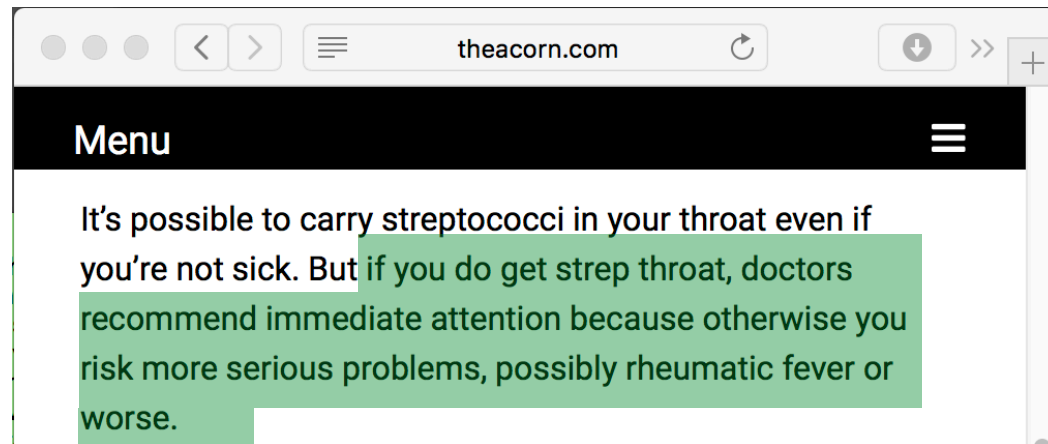 theacorn.com
Menu
It’s possible to carry streptococci in your throat even if
you’re not sick. But if you do get strep throat, doctors
recommend immediate attention because otherwise you
risk more serious problems, possibly rheumatic fever or
worse.